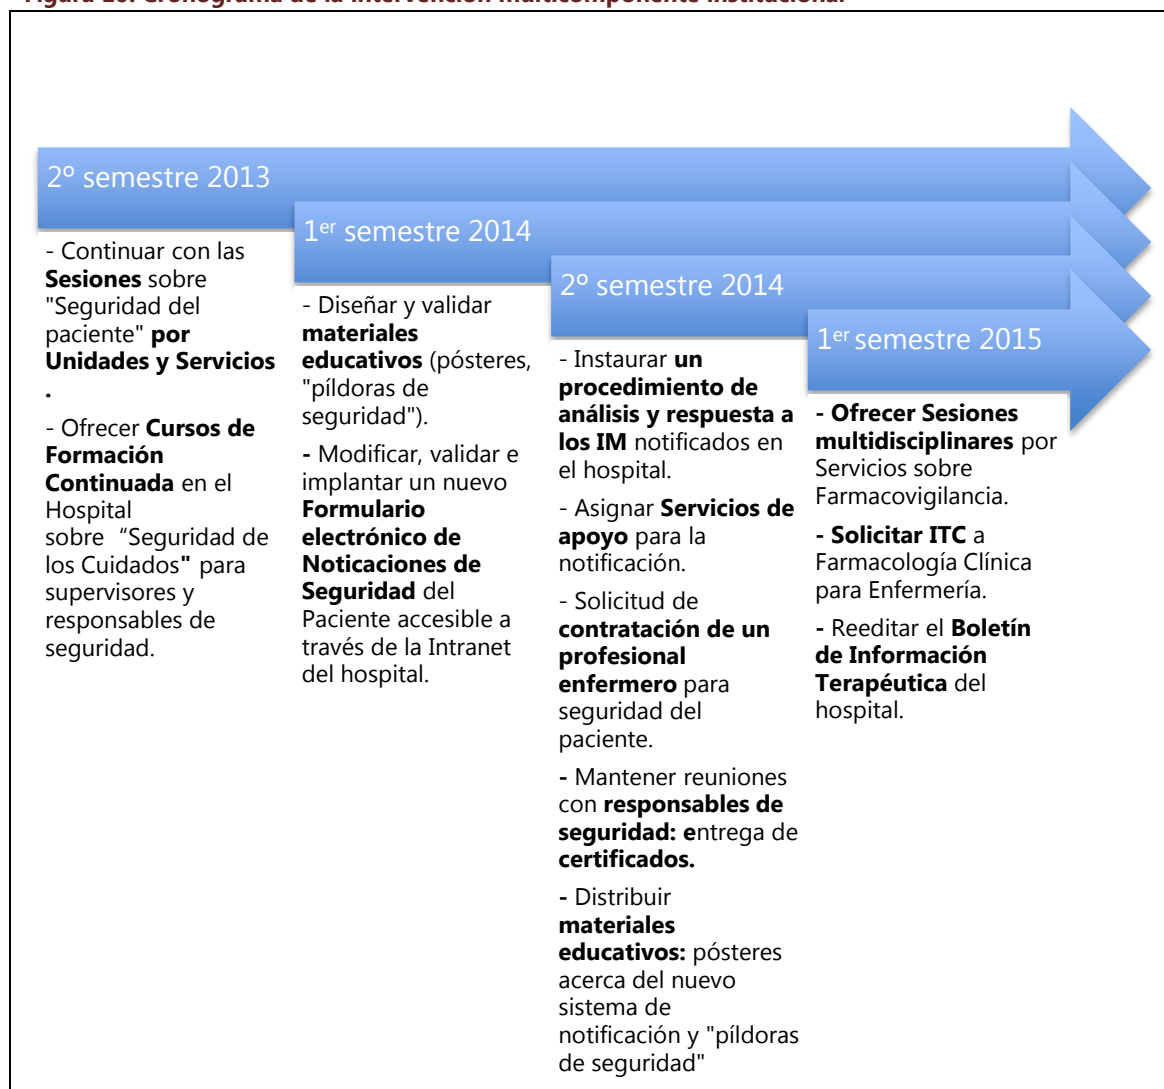 Figura Cronograma de la intervención multicomponente institucional
2º semestre 2013
- Continuar con las
Sesiones sobre
"Seguridad del
paciente" por
Unidades y Servicios
.
- Ofrecer Cursos de
Formación
Continuada en el
Hospital
sobre “Seguridad de
los Cuidados" para
supervisores y
responsables de
seguridad.
1er semestre 2014
- Diseñar y validar
materiales
educativos (pósteres,
"píldoras de
seguridad").
- Modificar, validar e
implantar un nuevo
Formulario
electrónico de
Noticaciones de
Seguridad del
Paciente accesible a
través de la Intranet
del hospital.
2º semestre 2014
- Instaurar un
procedimiento de
análisis y respuesta a
los IM notificados en
el hospital.
- Asignar Servicios de
apoyo para la
notificación.
- Solicitud de
contratación de un
profesional
enfermero para
seguridad del
paciente.
- Mantener reuniones
con responsables de
seguridad: entrega de
certificados.
- Distribuir
materiales
educativos: pósteres
acerca del nuevo
sistema de
notificación y "píldoras
de seguridad"
1er semestre 2015
- Ofrecer Sesiones
multidisciplinares por
Servicios sobre
Farmacovigilancia.
- Solicitar ITC a
Farmacología Clínica
para Enfermería.
- Reeditar el Boletín
de Información
Terapéutica del
hospital.